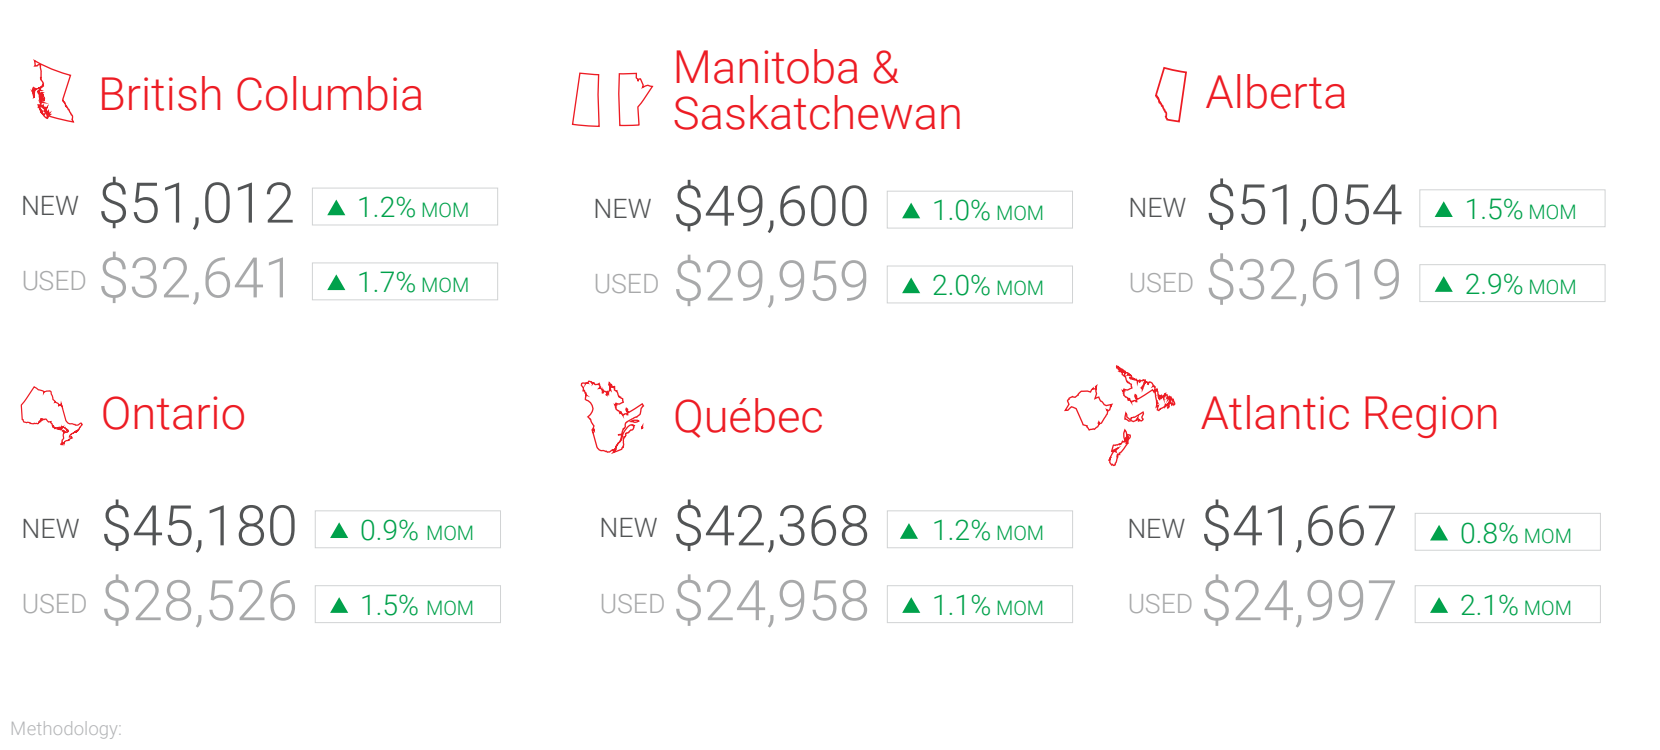 British Columbia
NEW $51,012 ▲ 1.2% MOM
USED $32,641 ▲ 1.7% MOM
Manitoba &
Saskatchewan
NEW $49,600 ▲ 1.0% MOM
USED $29,959 ▲ 2.0% MOM
Alberta
NEW $51,054 ▲ 1.5% MOM
USED $32,619 ▲ 2.9% MOM
Ontario
NEW $45,180 ▲ 0.9% MOM
USED $28,526 ▲ 1.5% MOM
Québec
NEW $42,368 ▲ 1.2% MOM
USED $24,958 ▲ 1.1% MOM
Atlantic Region
NEW $41,667 ▲ 0.8% MOM
USED $24,997 ▲ 2.1% MOM
Methodology: